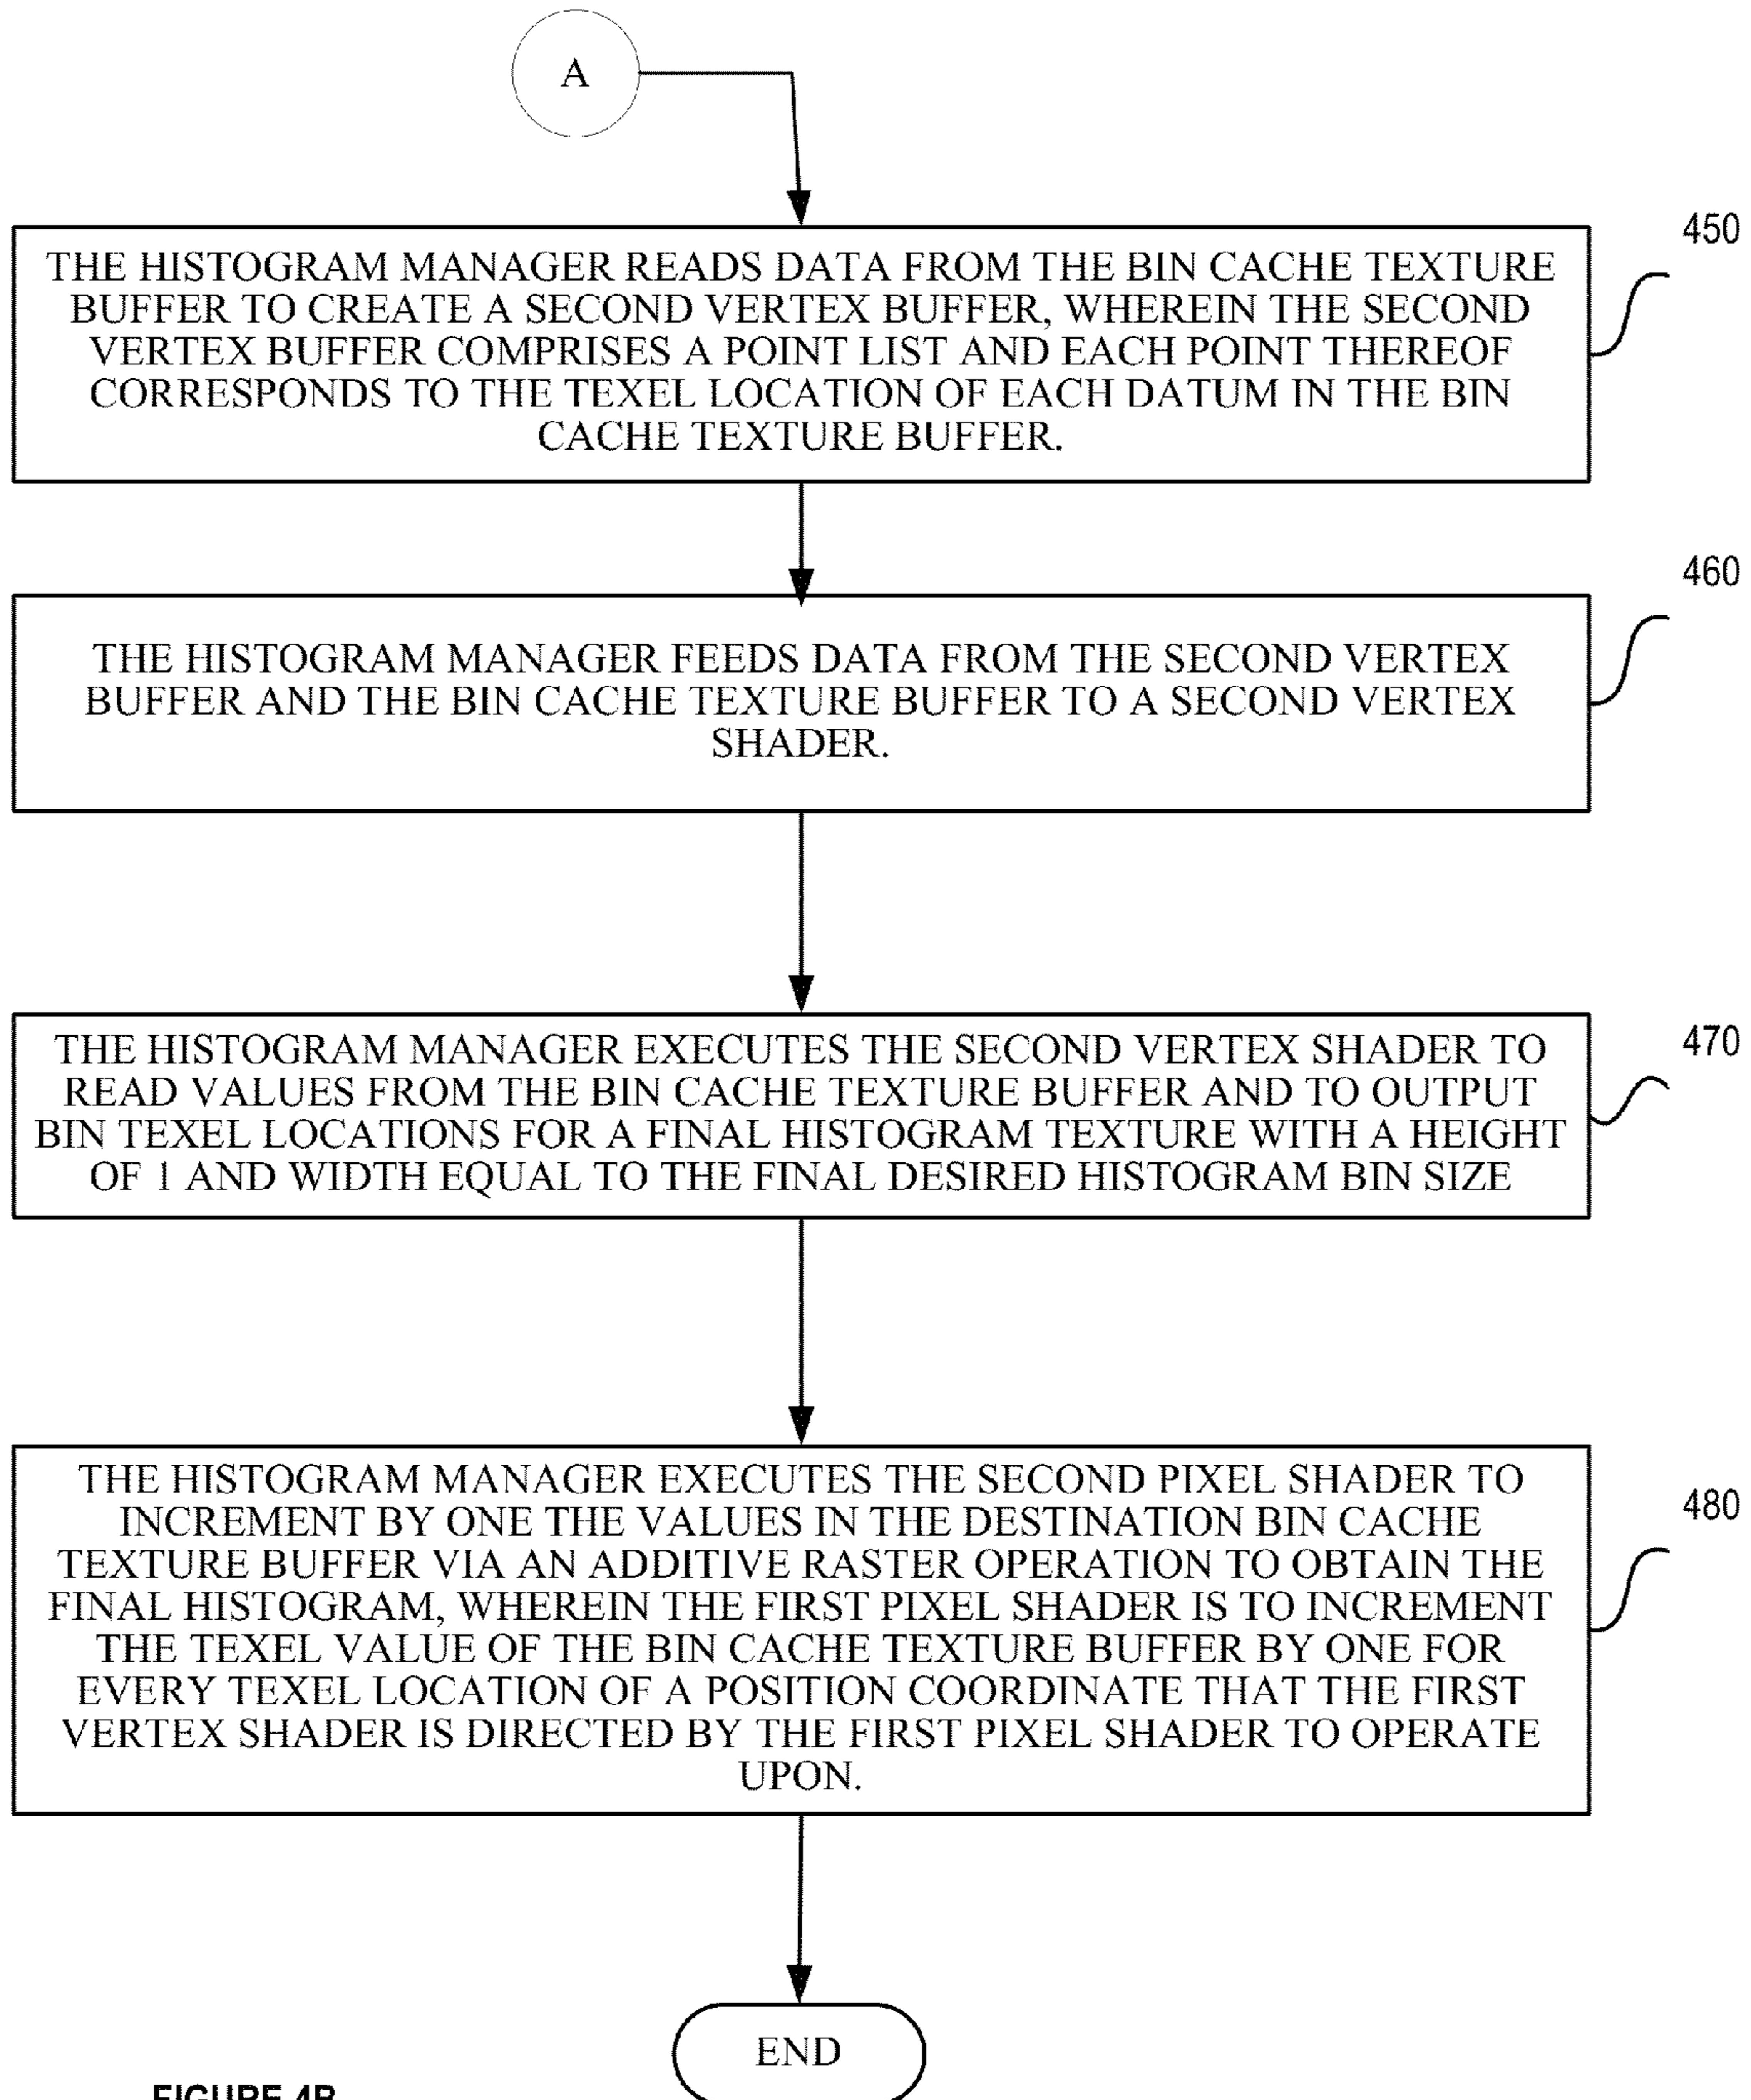 A
450
THE HISTOGRAM MANAGER READS DATA FROM THE BIN CACHE TEXTURE
BUFFER TO CREATE A SECOND VERTEX BUFFER, WHEREIN THE SECOND
VERTEX BUFFER COMPRISES A POINT LIST AND EACH POINT THEREOF
CORRESPONDS TO THE TEXEL LOCATION OF EACH DATUM IN THE BIN
CACHE TEXTURE BUFFER.
460
THE HISTOGRAM MANAGER FEEDS DATA FROM THE SECOND VERTEX
BUFFER AND THE BIN CACHE TEXTURE BUFFER TO A SECOND VERTEX
SHADER.
470
THE HISTOGRAM MANAGER EXECUTES THE SECOND VERTEX SHADER TO
READ VALUES FROM THE BIN CACHE TEXTURE BUFFER AND TO OUTPUT
BIN TEXEL LOCATIONS FOR A FINAL HISTOGRAM TEXTURE WITH A HEIGHT
OF 1 AND WIDTH EQUAL TO THE FINAL DESIRED HISTOGRAM BIN SIZE
480
THE HISTOGRAM MANAGER EXECUTES THE SECOND PIXEL SHADER TO
INCREMENT BY ONE THE VALUES IN THE DESTINATION BIN CACHE
TEXTURE BUFFER VIA AN ADDITIVE RASTER OPERATION TO OBTAIN THE
FINAL HISTOGRAM, WHEREIN THE FIRST PIXEL SHADER IS TO INCREMENT
THE TEXEL VALUE OF THE BIN CACHE TEXTURE BUFFER BY ONE FOR
EVERY TEXEL LOCATION OF A POSITION COORDINATE THAT THE FIRST
VERTEX SHADER IS DIRECTED BY THE FIRST PIXEL SHADER TO OPERATE
UPON.
END
FIGURE 4B